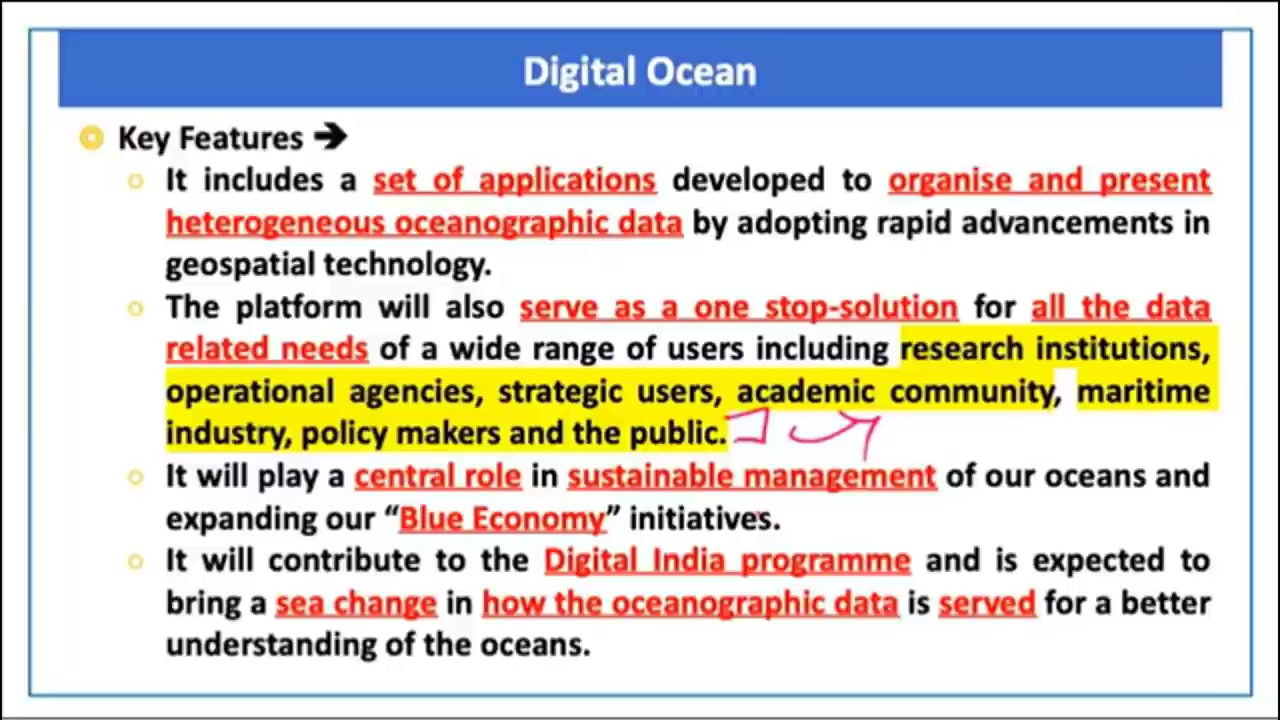 Digital Ocean
Key Features ➔
It includes a set of applications developed to organise and present
heterogeneous oceanographic data by adopting rapid advancements in
geospatial technology.
The platform will also serve as a one stop-solution for all the data
related needs of a wide range of users including research institutions,
operational agencies, strategic users, academic community, maritime
industry, policy makers and the public.
It will play a central role in sustainable management of our oceans and
expanding our “Blue Economy” initiatives.
It will contribute to the Digital India programme and is expected to
bring a sea change in how the oceanographic data is served for a better
understanding of the oceans.